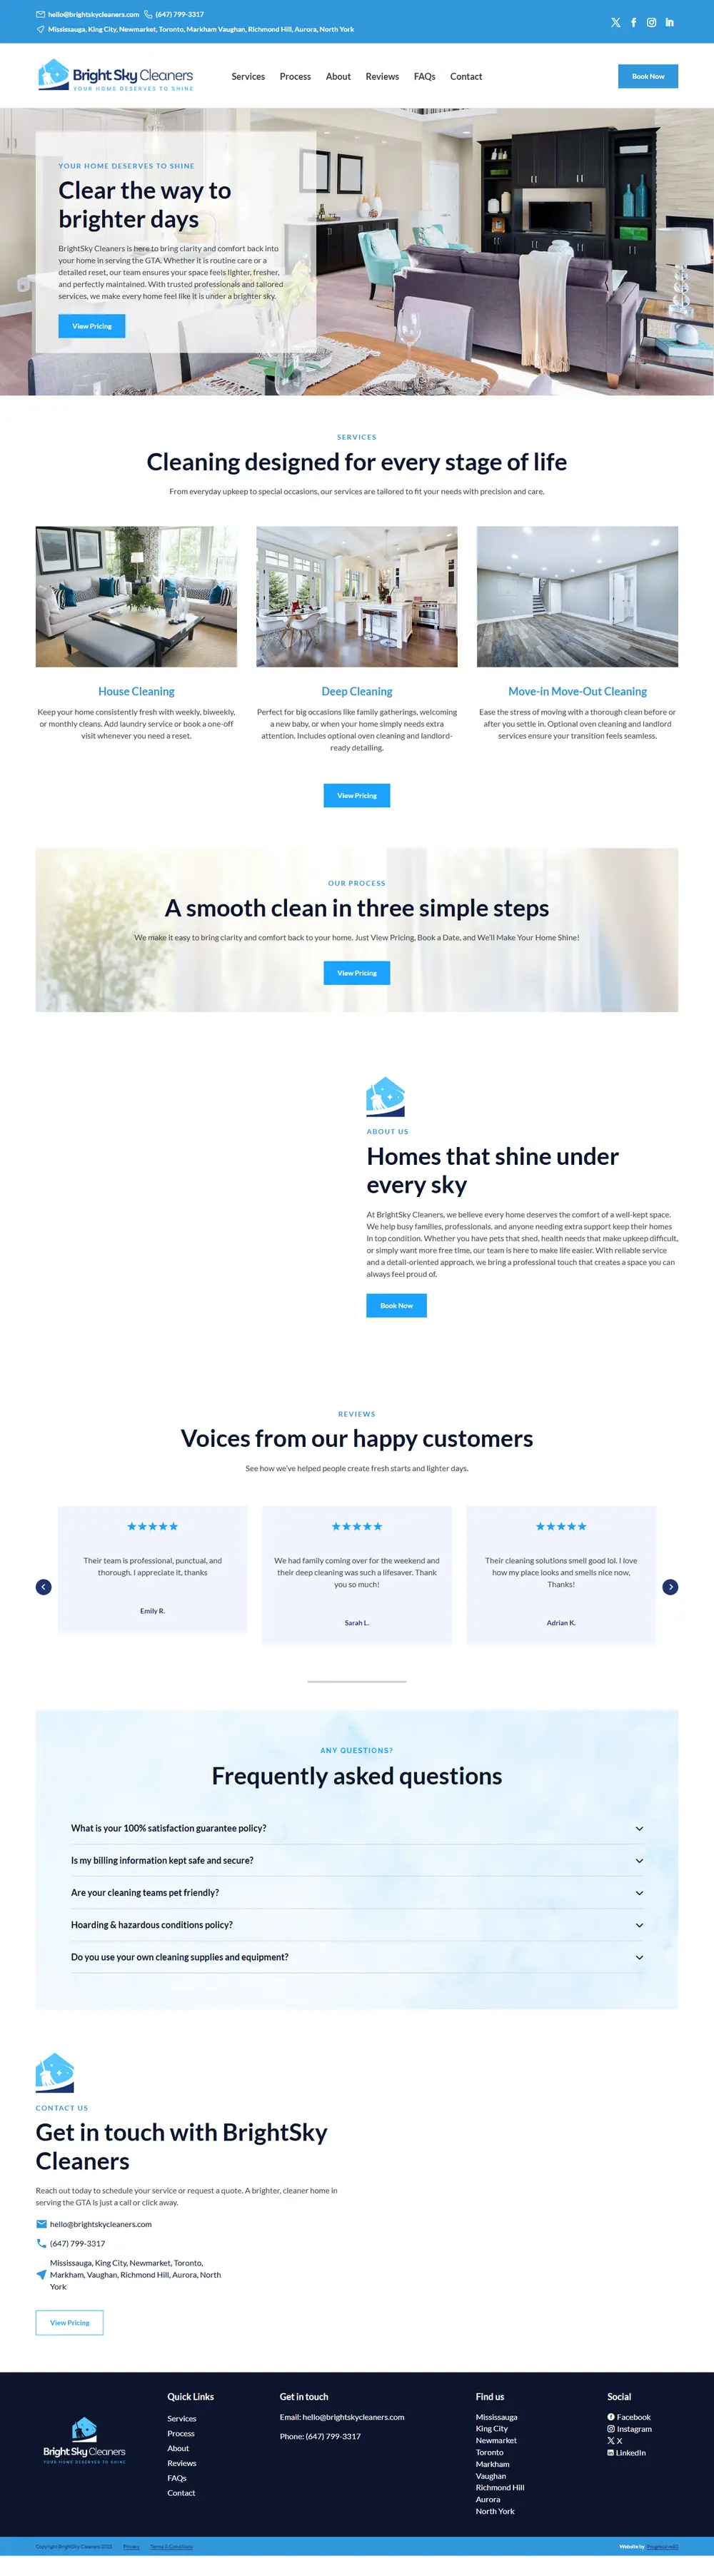 hello@brightskycleaners.com (647) 799-3317
Mississauga, King City, Newmarket, Toronto, Markham Vaughan, Richmond Hill, Aurora, North York
Bright Sky Cleaners
YOUR HOME DESERVES TO SHINE
Services Process About Reviews FAQs Contact
Book Now
YOUR HOME DESERVES TO SHINE
Clear the way to
brighter days
BrightSky Cleaners is here to bring clarity and comfort back into
your home in serving the GTA. Whether it is routine care or a
detailed reset, our team ensures your space feels lighter, fresher,
and perfectly maintained. With trusted professionals and tailored
services, we make every home feel like it is under a brighter sky.
View Pricing
SERVICES
Cleaning designed for every stage of life
From everyday upkeep to special occasions, our services are tailored to fit your needs with precision and care.
House Cleaning
Keep your home consistently fresh with weekly, biweekly,
or monthly cleans. Add laundry service or book a one-off
visit whenever you need a reset.
Deep Cleaning
Perfect for big occasions like family gatherings, welcoming
a new baby, or when your home simply needs extra
attention. Includes optional oven cleaning and landlord-
ready detailing.
Move-in Move-Out Cleaning
Ease the stress of moving with a thorough clean before or
after you settle in. Optional oven cleaning and landlord
services ensure your transition feels seamless.
View Pricing
OUR PROCESS
A smooth clean in three simple steps
We make it easy to bring clarity and comfort back to your home. Just View Pricing, Book a Date, and We'll Make Your Home Shine!
View Pricing
ABOUT US
Homes that shine under
every sky
At BrightSky Cleaners, we believe every home deserves the comfort of a well-kept space.
We help busy families, professionals, and anyone needing extra support keep their homes
in top condition. Whether you have pets that shed, health needs that make upkeep difficult,
or simply want more free time, our team is here to make life easier. With reliable service
and a detail-oriented approach, we bring a professional touch that creates a space you can
always feel proud of.
Book Now
REVIEWS
Voices from our happy customers
See how we've helped people create fresh starts and lighter days.
★★★★★
Their team is professional, punctual, and
thorough. I appreciate it, thanks
Emily R.
★★★★★
We had family coming over for the weekend and
their deep cleaning was such a lifesaver. Thank
you so much!
Sarah L.
★★★★★
Their cleaning solutions smell good lol. I love
how my place looks and smells nice now,
Thanks!
Adrian K.
ANY QUESTIONS?
Frequently asked questions
What is your 100% satisfaction guarantee policy?
Is my billing information kept safe and secure?
Are your cleaning teams pet friendly?
Hoarding & hazardous conditions policy?
Do you use your own cleaning supplies and equipment?
CONTACT US
Get in touch with BrightSky
Cleaners
Reach out today to schedule your service or request a quote. A brighter, cleaner home in
serving the GTA is just a call or click away.
hello@brightskycleaners.com
(647) 799-3317
Mississauga, King City, Newmarket, Toronto,
Markham, Vaughan, Richmond Hill, Aurora, North
York
View Pricing
Bright Sky Cleaners
YOUR HOME DESERVES TO SHINE
Quick Links
Services
Process
About
Reviews
FAQs
Contact
Get in touch
Email: hello@brightskycleaners.com
Phone: (647) 799-3317
Find us
Mississauga
King City
Newmarket
Toronto
Markham
Vaughan
Richmond Hill
Aurora
North York
Social
Facebook
Instagram
X
LinkedIn
Copyright BrightSky Cleaners Privacy Terms & Conditions
Website by